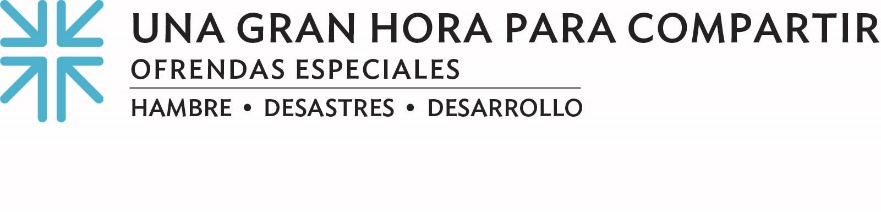 UNA GRAN HORA PARA COMPARTIR
OFRENDAS ESPECIALES
HAMBRE • DESASTRES • DESARROLLO